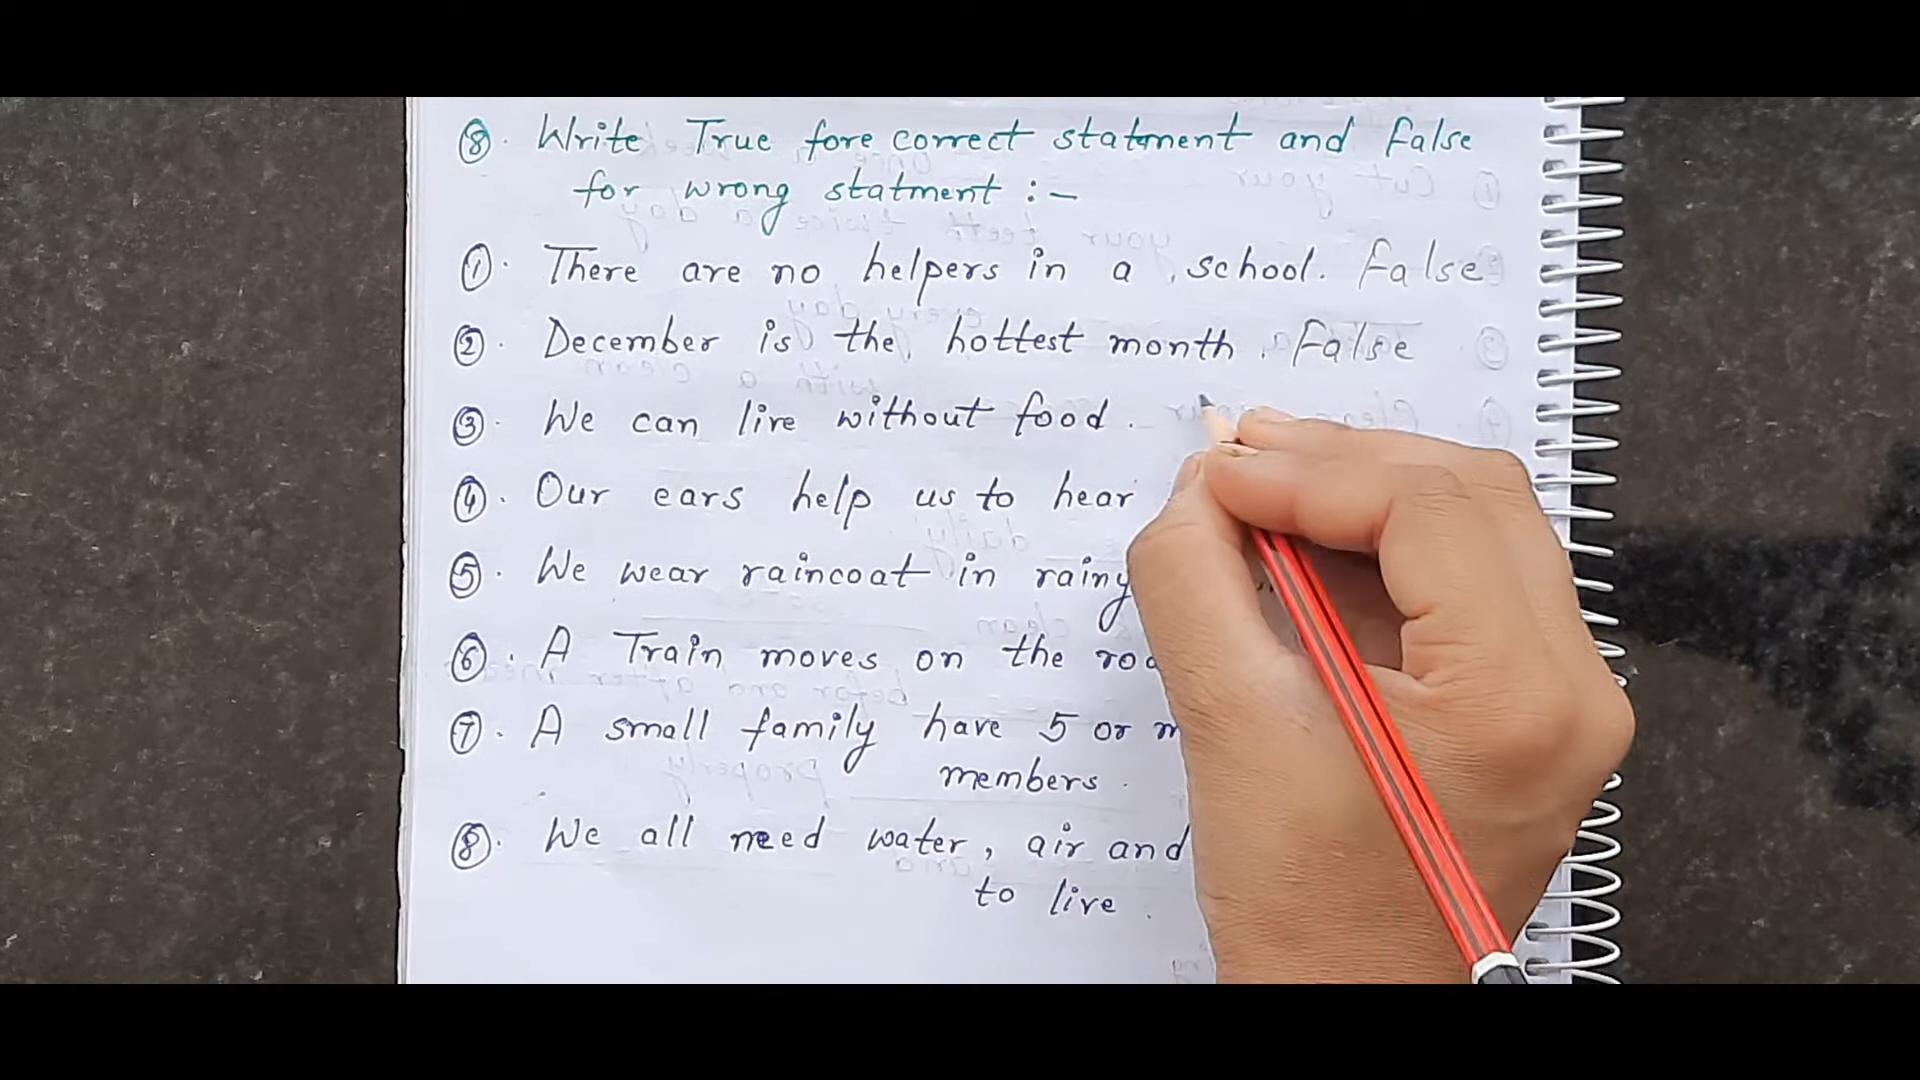 8. Write True fore correct statment and false
for wrong statment :-
1. There are no helpers in a school. False
2. December is the hottest month. False
3. We can live without food.
4. Our ears help us to hear
5. We wear raincoat in rainy
6. A Train moves on the
7. A small family have 5 or
members.
8. We all need water, air and
to live.